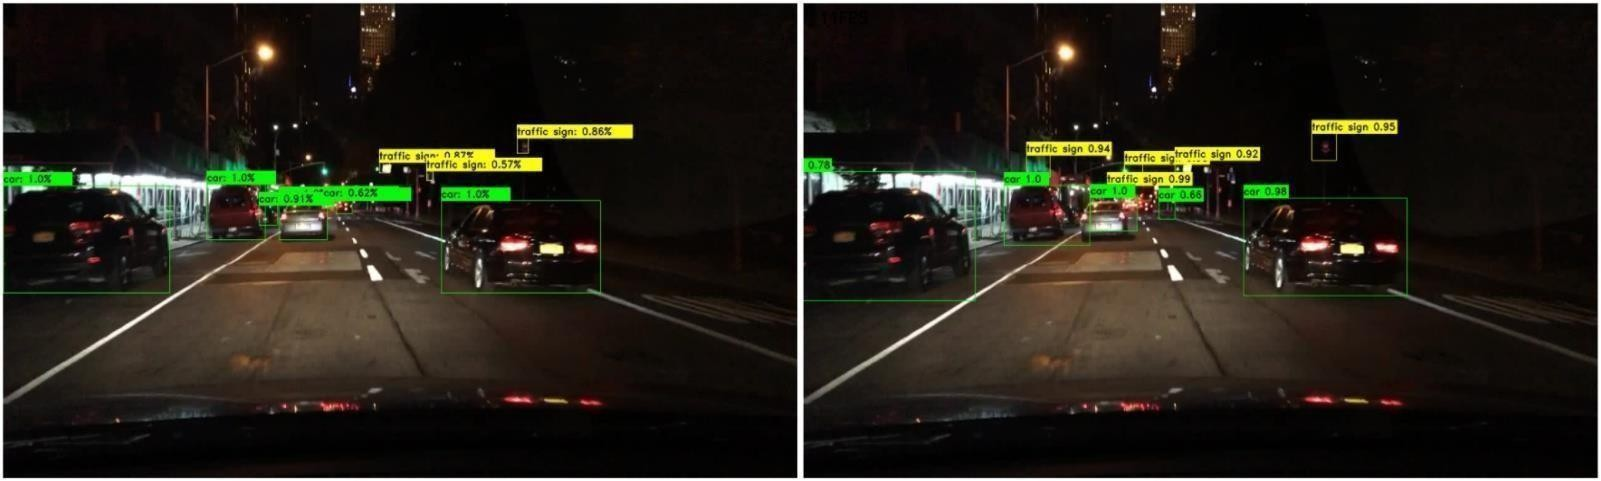 traffic sign: 0.86%
traffic sign: 0.87%
traffic sign: 0.57%
car: 1.0%
car: 1.0%
car: 0.62%
car: 0.91%
car: 1.0%
11FES
traffic sign 0.95
traffic sign 0.94
traffic sig
traffic sign 0.92
0.78
car 1.0
traffic sign 0.99
car 1.0
car 0.66
car 0.98